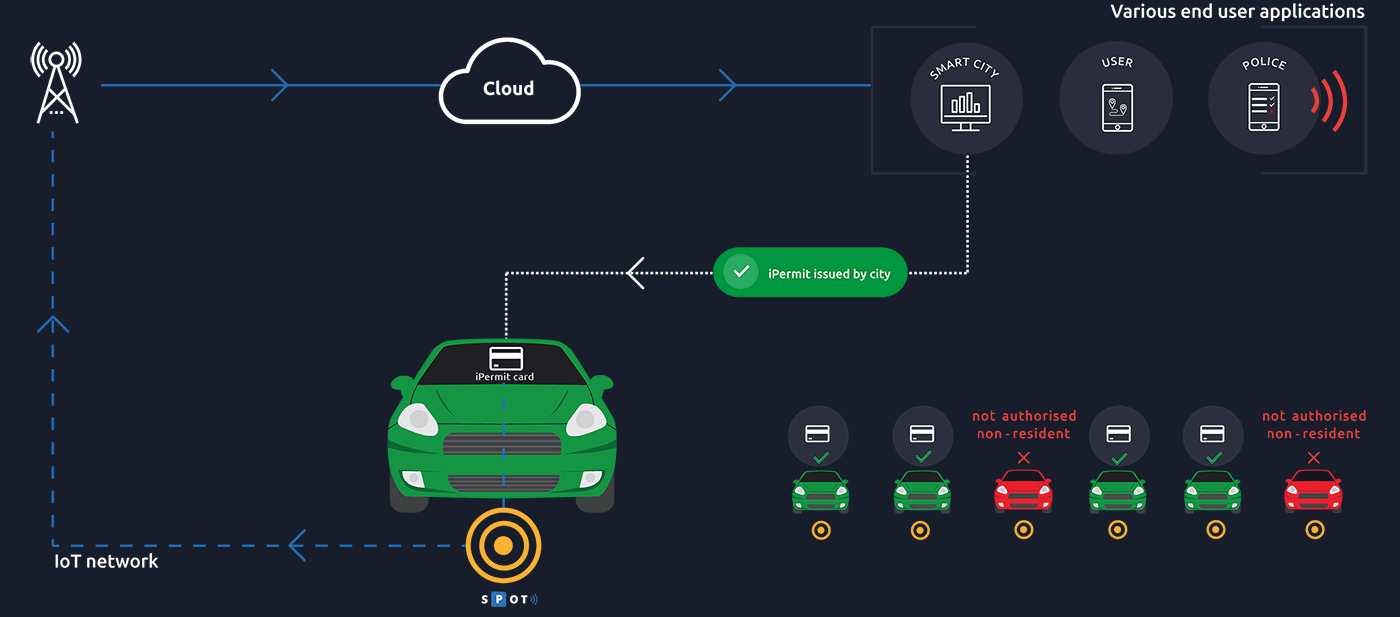 Various end user applications
SMART CITY
USER
POLICE
Cloud
iPermit issued by city
iPermit card
not authorised
non-resident
not authorised
non-resident
IoT network
SPOT